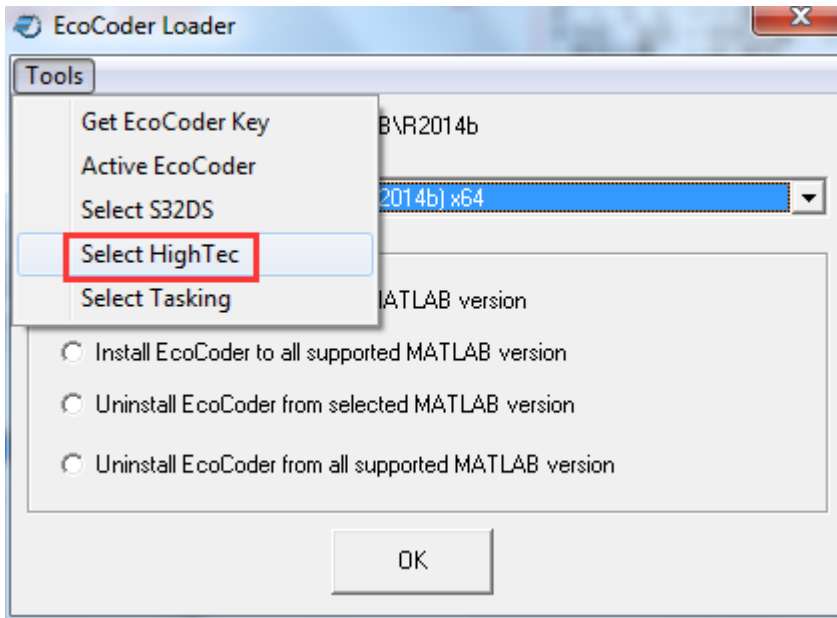 EcoCoder Loader
Tools
Get EcoCoder Key
B\R2014b
Active EcoCoder
Select S32DS
2014b) x64
Select HighTec
Select Tasking
MATLAB version
Install EcoCoder to all supported MATLAB version
Uninstall EcoCoder from selected MATLAB version
Uninstall EcoCoder from all supported MATLAB version
OK